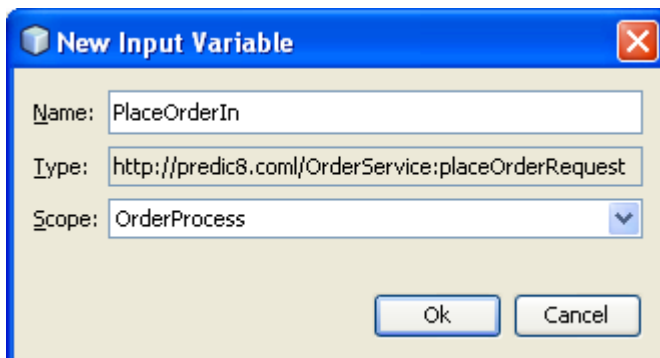 New Input Variable
Name: PlaceOrderIn
Type: http://predic8.coml/OrderService:placeOrderRequest
Scope: OrderProcess
Ok Cancel